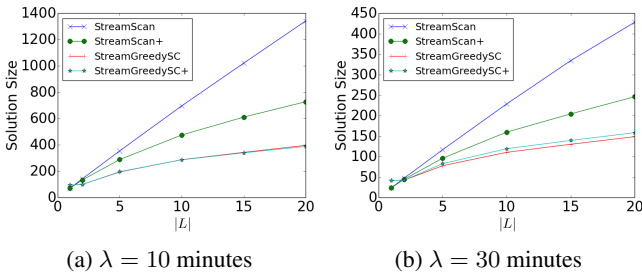 1400
1200
1000
800
600
400
200
0
Solution Size
StreamScan
StreamScan+
StreamGreedySC
StreamGreedySC+
0 5 10 15 20
|L|
(a) λ = 10 minutes
450
400
350
300
250
200
150
100
50
0
Solution Size
StreamScan
StreamScan+
StreamGreedySC
StreamGreedySC+
0 5 10 15 20
|L|
(b) λ = 30 minutes